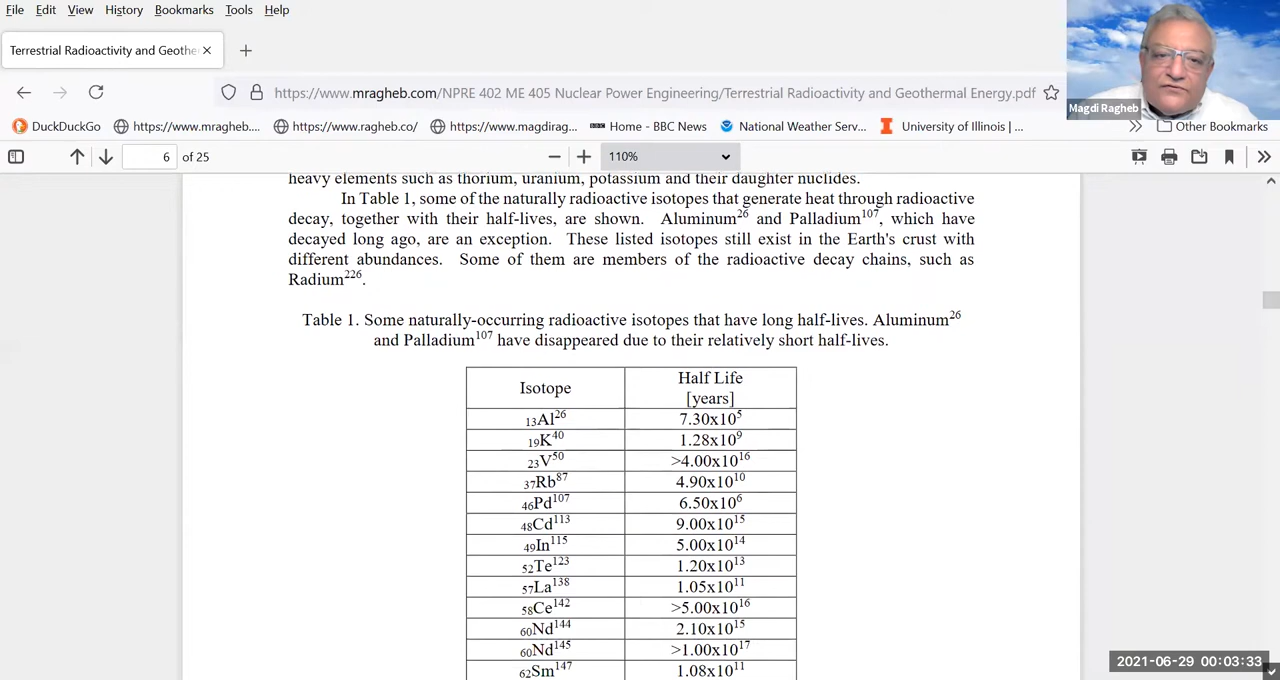 File Edit View History Bookmarks Tools Help
Terrestrial Radioactivity and Geothe
https://www.mragheb.com/NPRE 402 ME 405 Nuclear Power Engineering/Terrestrial Radioactivity and Geothermal Energy.pdf
Magdi Ragheb
DuckDuckGo https://www.mragheb.... https://www.ragheb.co/ https://www.magdirag... BBC Home - BBC News National Weather Serv... University of Illinois |... Other Bookmarks
6 of 25 110%
heavy elements such as thorium, uranium, potassium and their daughter nuclides.
In Table 1, some of the naturally radioactive isotopes that generate heat through radioactive
decay, together with their half-lives, are shown. Aluminum²⁶ and Palladium¹⁰⁷, which have
decayed long ago, are an exception. These listed isotopes still exist in the Earth's crust with
different abundances. Some of them are members of the radioactive decay chains, such as
Radium²²⁶.
Table 1. Some naturally-occurring radioactive isotopes that have long half-lives. Aluminum²⁶
and Palladium¹⁰⁷ have disappeared due to their relatively short half-lives.
Isotope Half Life
[years]
₁₃Al²⁶ 7.30x10⁵
₁₉K⁴⁰ 1.28x10⁹
₂₃V⁵⁰ >4.00x10¹⁶
₃₇Rb⁸⁷ 4.90x10¹⁰
₄₆Pd¹⁰⁷ 6.50x10⁶
₄₈Cd¹¹³ 9.00x10¹⁵
₄₉In¹¹⁵ 5.00x10¹⁴
₅₂Te¹²³ 1.20x10¹³
₅₇La¹³⁸ 1.05x10¹¹
₅₈Ce¹⁴² >5.00x10¹⁶
₆₀Nd¹⁴⁴ 2.10x10¹⁵
₆₀Nd¹⁴⁵ >1.00x10¹⁷
₆₂Sm¹⁴⁷ 1.08x10¹¹
2021-06-29 00:03:33